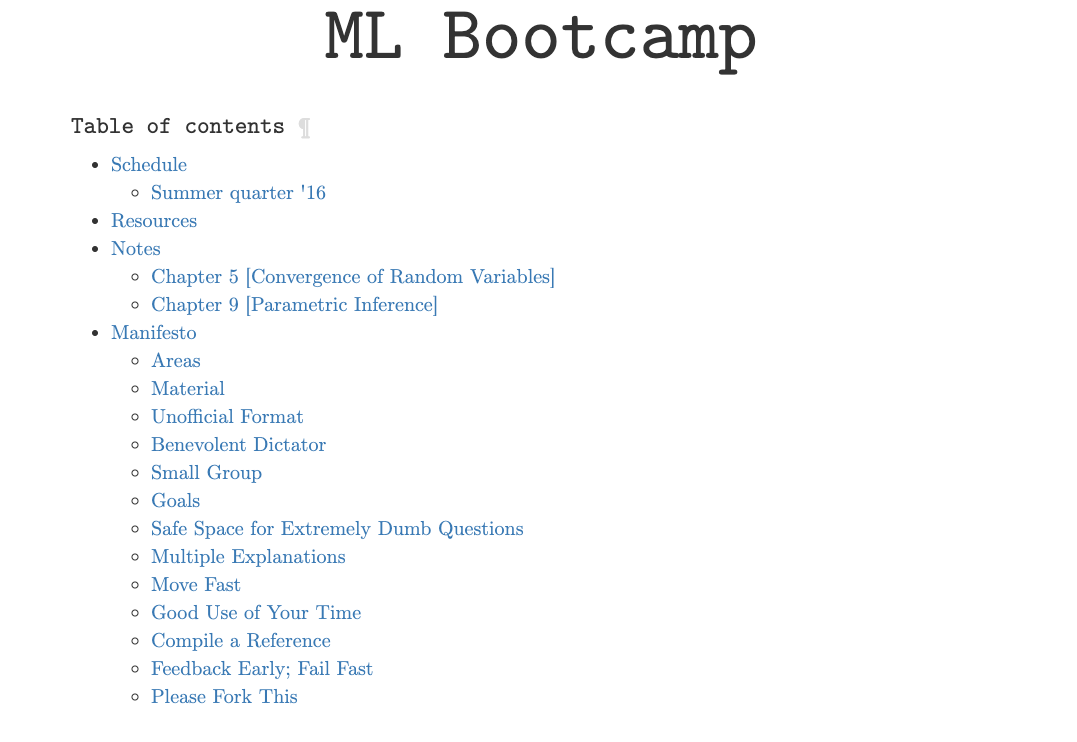 ML Bootcamp
Table of contents ¶
Schedule
Summer quarter '16
Resources
Notes
Chapter 5 [Convergence of Random Variables]
Chapter 9 [Parametric Inference]
Manifesto
Areas
Material
Unofficial Format
Benevolent Dictator
Small Group
Goals
Safe Space for Extremely Dumb Questions
Multiple Explanations
Move Fast
Good Use of Your Time
Compile a Reference
Feedback Early; Fail Fast
Please Fork This